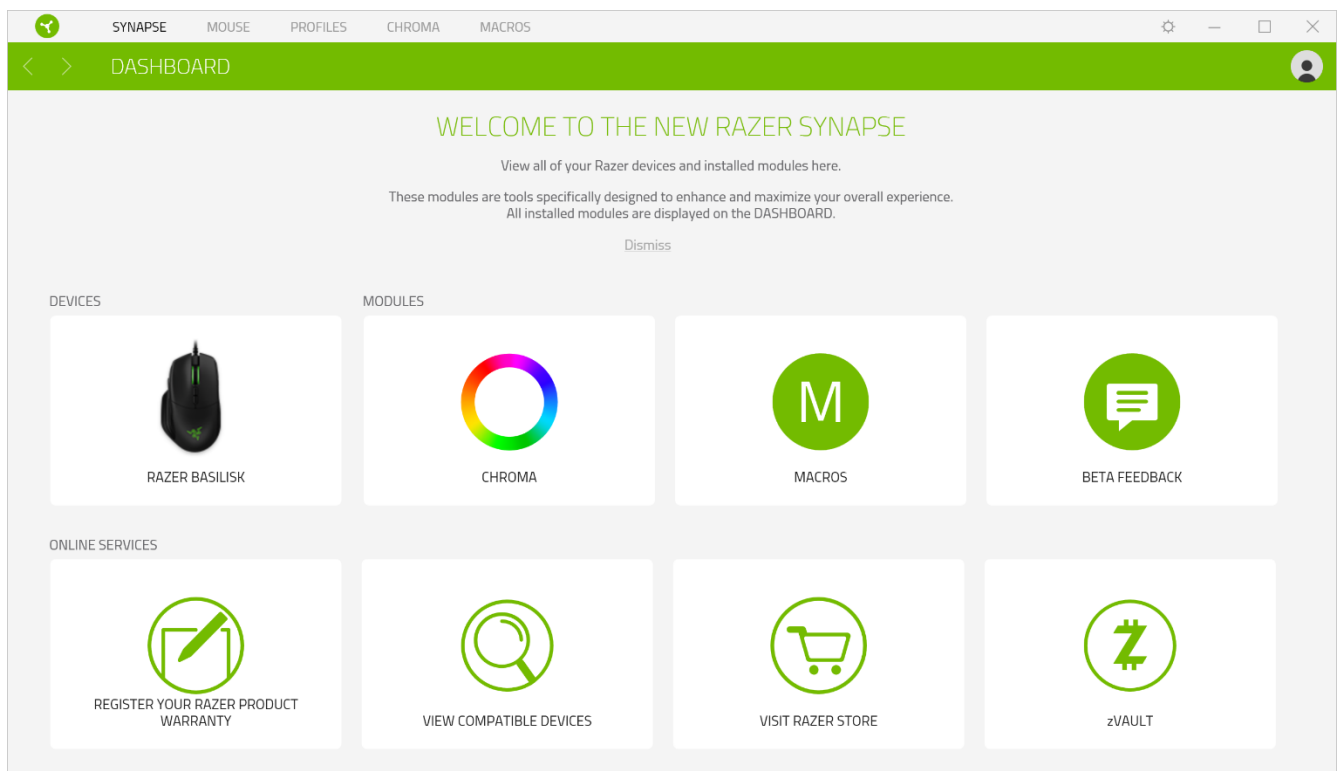 SYNAPSE MOUSE PROFILES CHROMA MACROS
DASHBOARD
WELCOME TO THE NEW RAZER SYNAPSE
View all of your Razer devices and installed modules here.
These modules are tools specifically designed to enhance and maximize your overall experience.
All installed modules are displayed on the DASHBOARD.
Dismiss
DEVICES MODULES
M
RAZER BASILISK CHROMA MACROS BETA FEEDBACK
ONLINE SERVICES
REGISTER YOUR RAZER PRODUCT
WARRANTY VIEW COMPATIBLE DEVICES VISIT RAZER STORE zVAULT